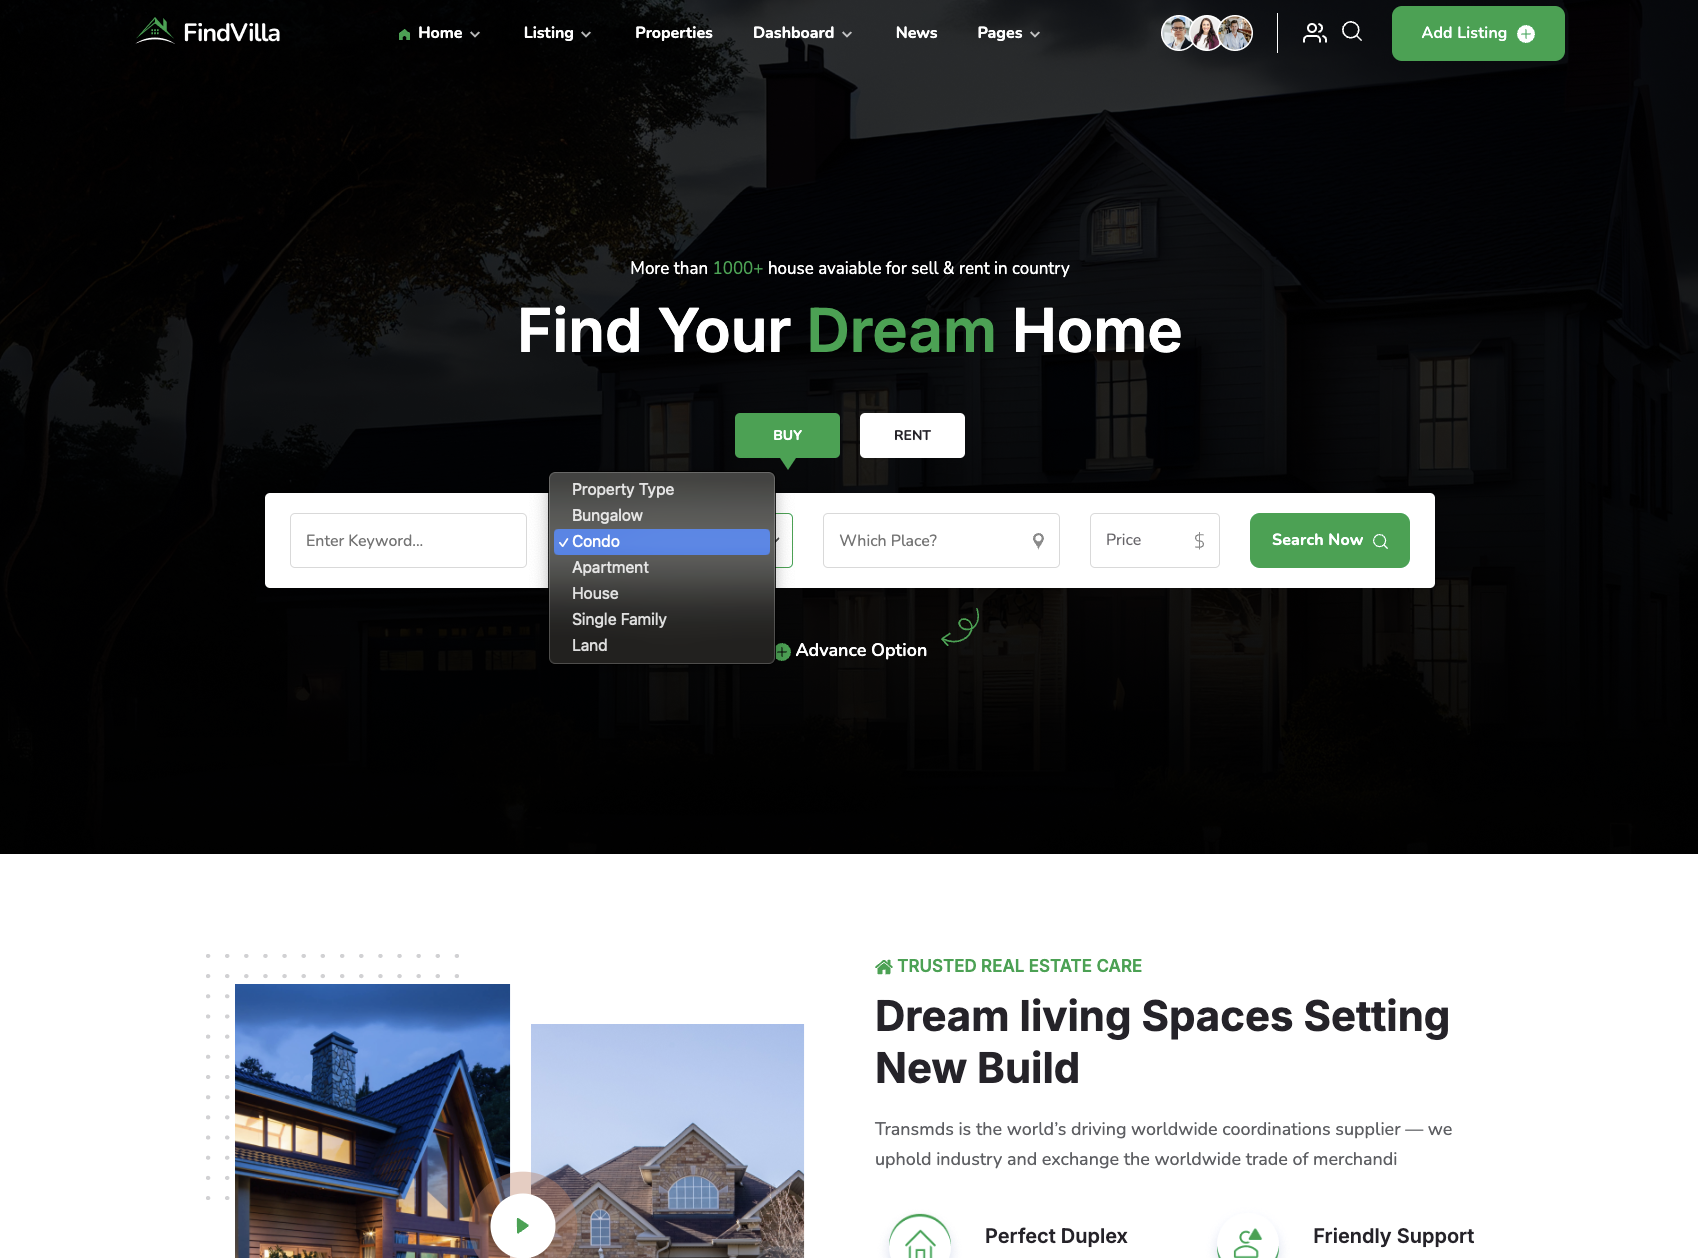 FindVilla
Home
Listing
Properties
Dashboard
News
Pages
Add Listing
More than 1000+ house avaiable for sell & rent in country
Find Your Dream Home
BUY
RENT
Enter Keyword...
Property Type
Bungalow
✓ Condo
Apartment
House
Single Family
Land
Which Place?
Price $
Search Now
Advance Option
TRUSTED REAL ESTATE CARE
Dream living Spaces Setting
New Build
Transmds is the world's driving worldwide coordinations supplier — we
uphold industry and exchange the worldwide trade of merchandi
Perfect Duplex
Friendly Support